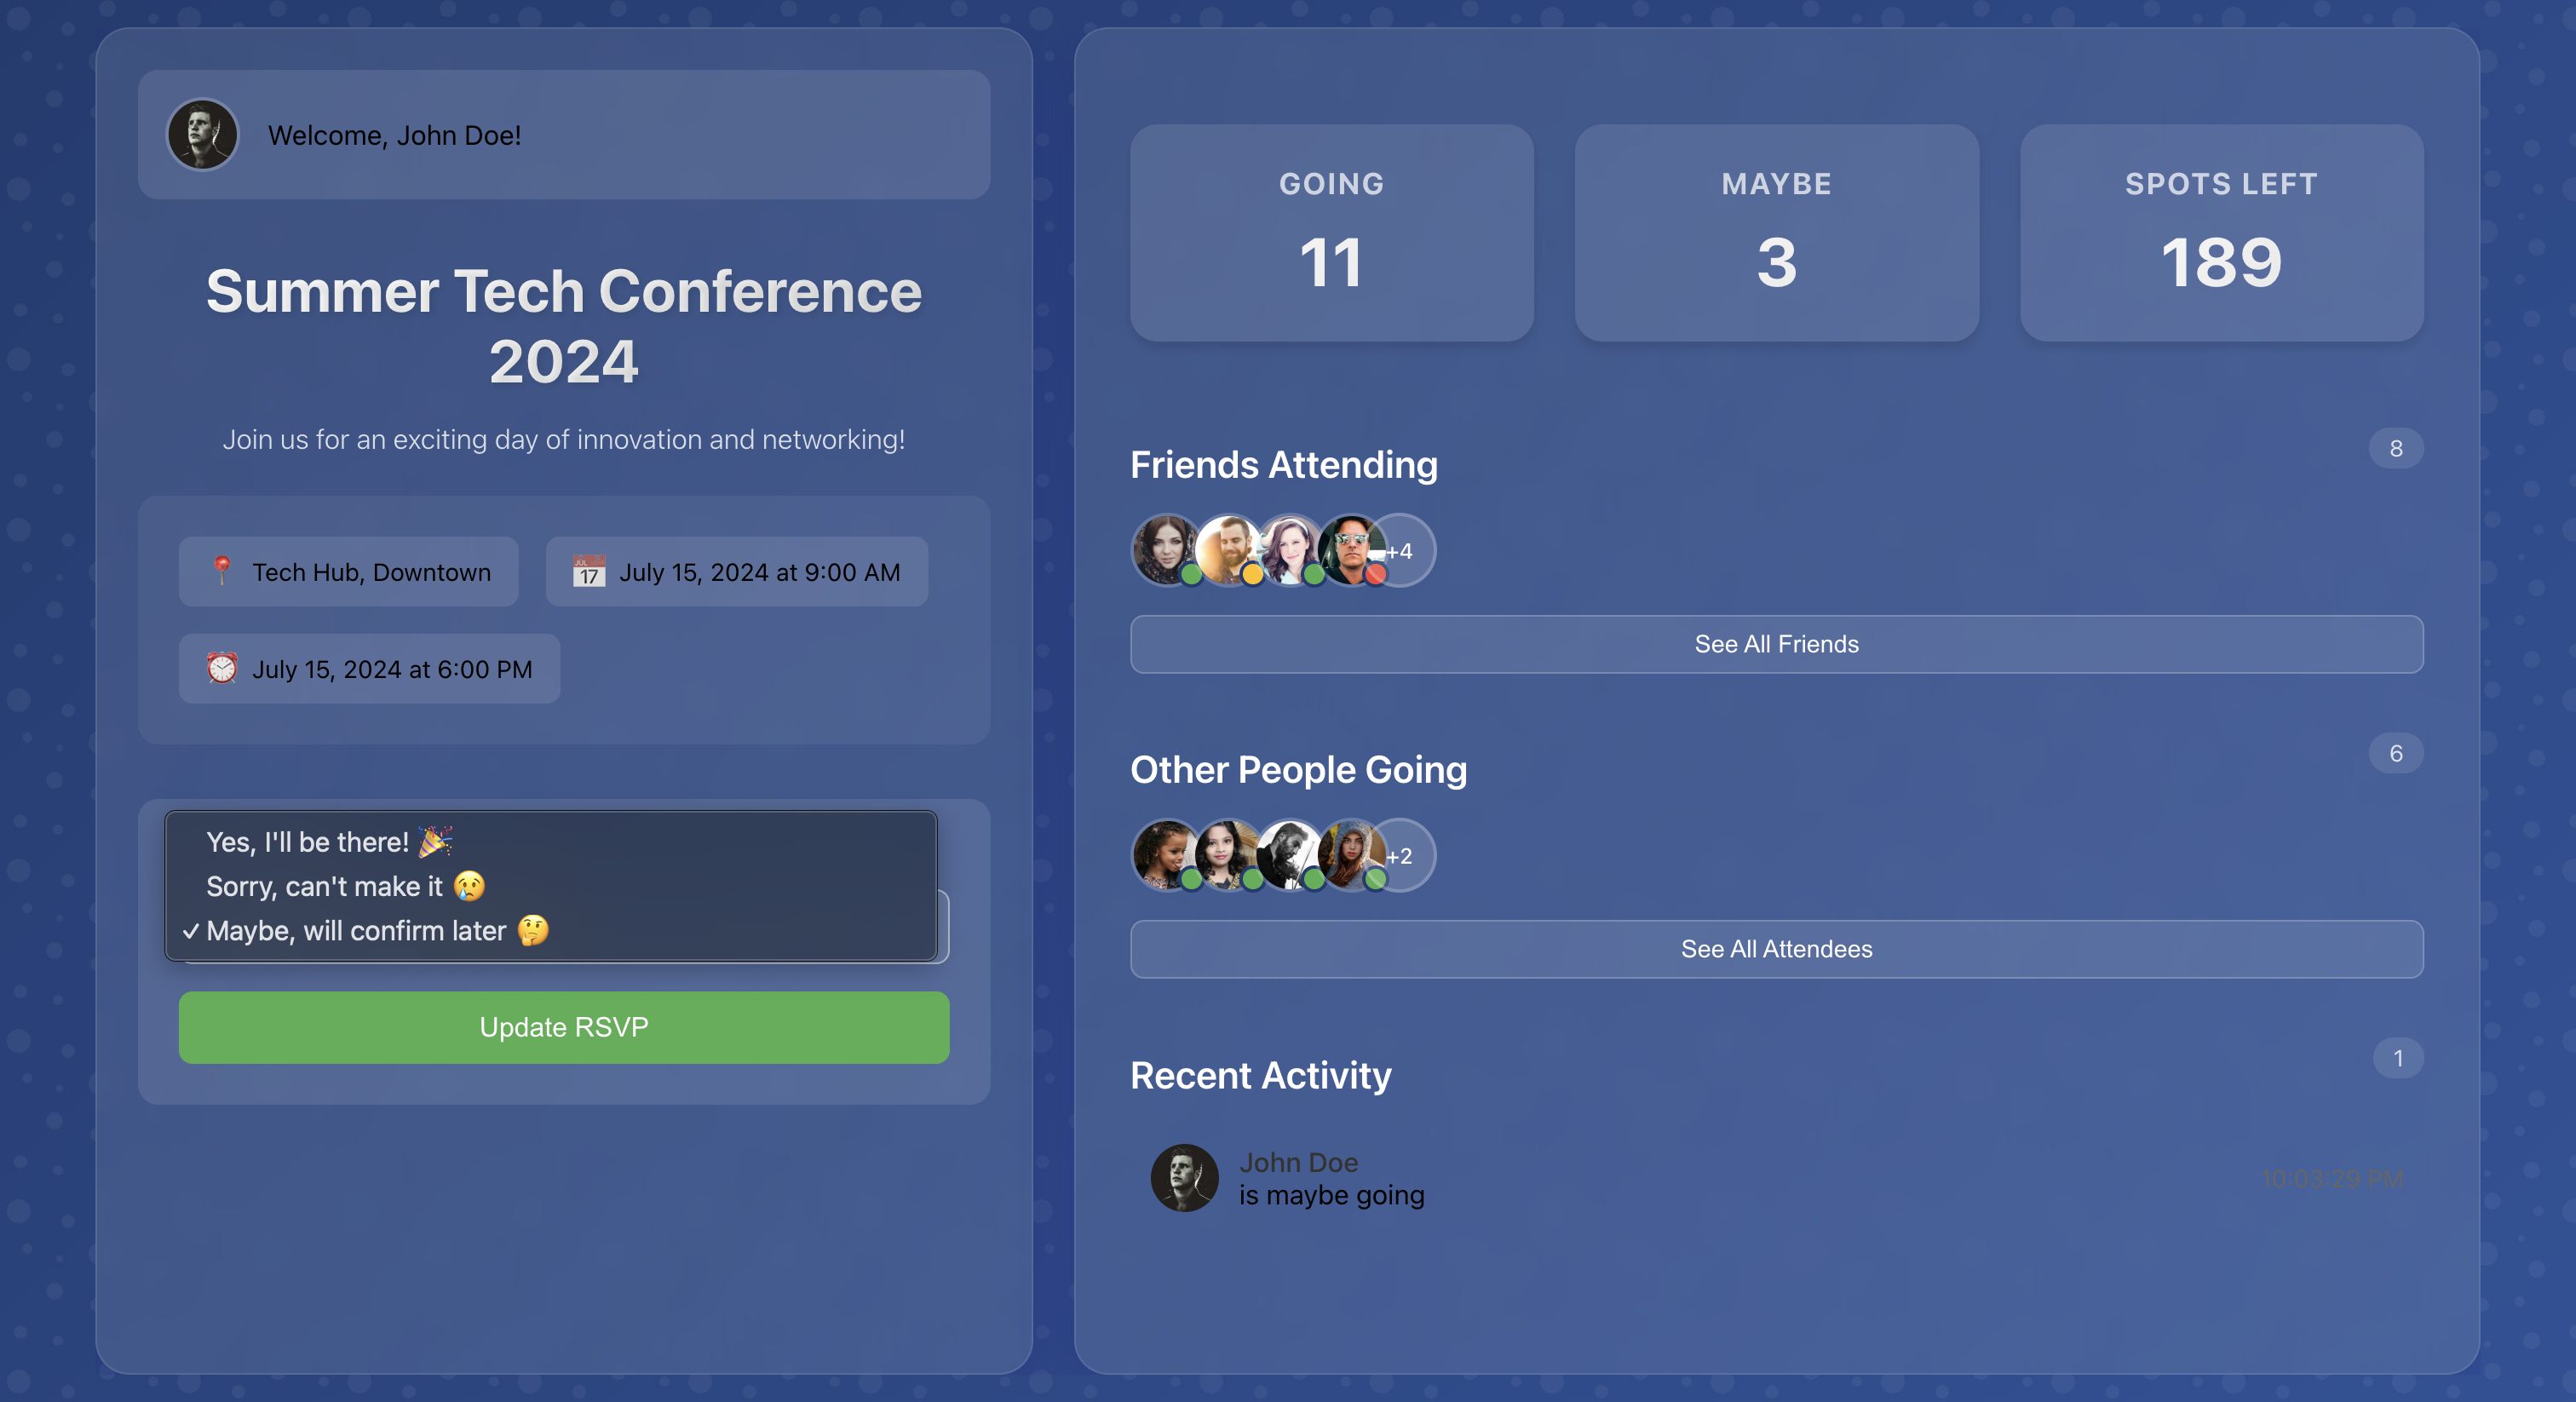 Welcome, John Doe!
Summer Tech Conference
2024
Join us for an exciting day of innovation and networking!
Tech Hub, Downtown
JUL
17
July 15, 2024 at 9:00 AM
July 15, 2024 at 6:00 PM
Yes, I'll be there! 🎉
Sorry, can't make it 😢
✓ Maybe, will confirm later 🤔
Update RSVP
GOING
11
MAYBE
3
SPOTS LEFT
189
Friends Attending
8
+4
See All Friends
Other People Going
6
+2
See All Attendees
Recent Activity
1
John Doe
is maybe going
10:03:29 PM